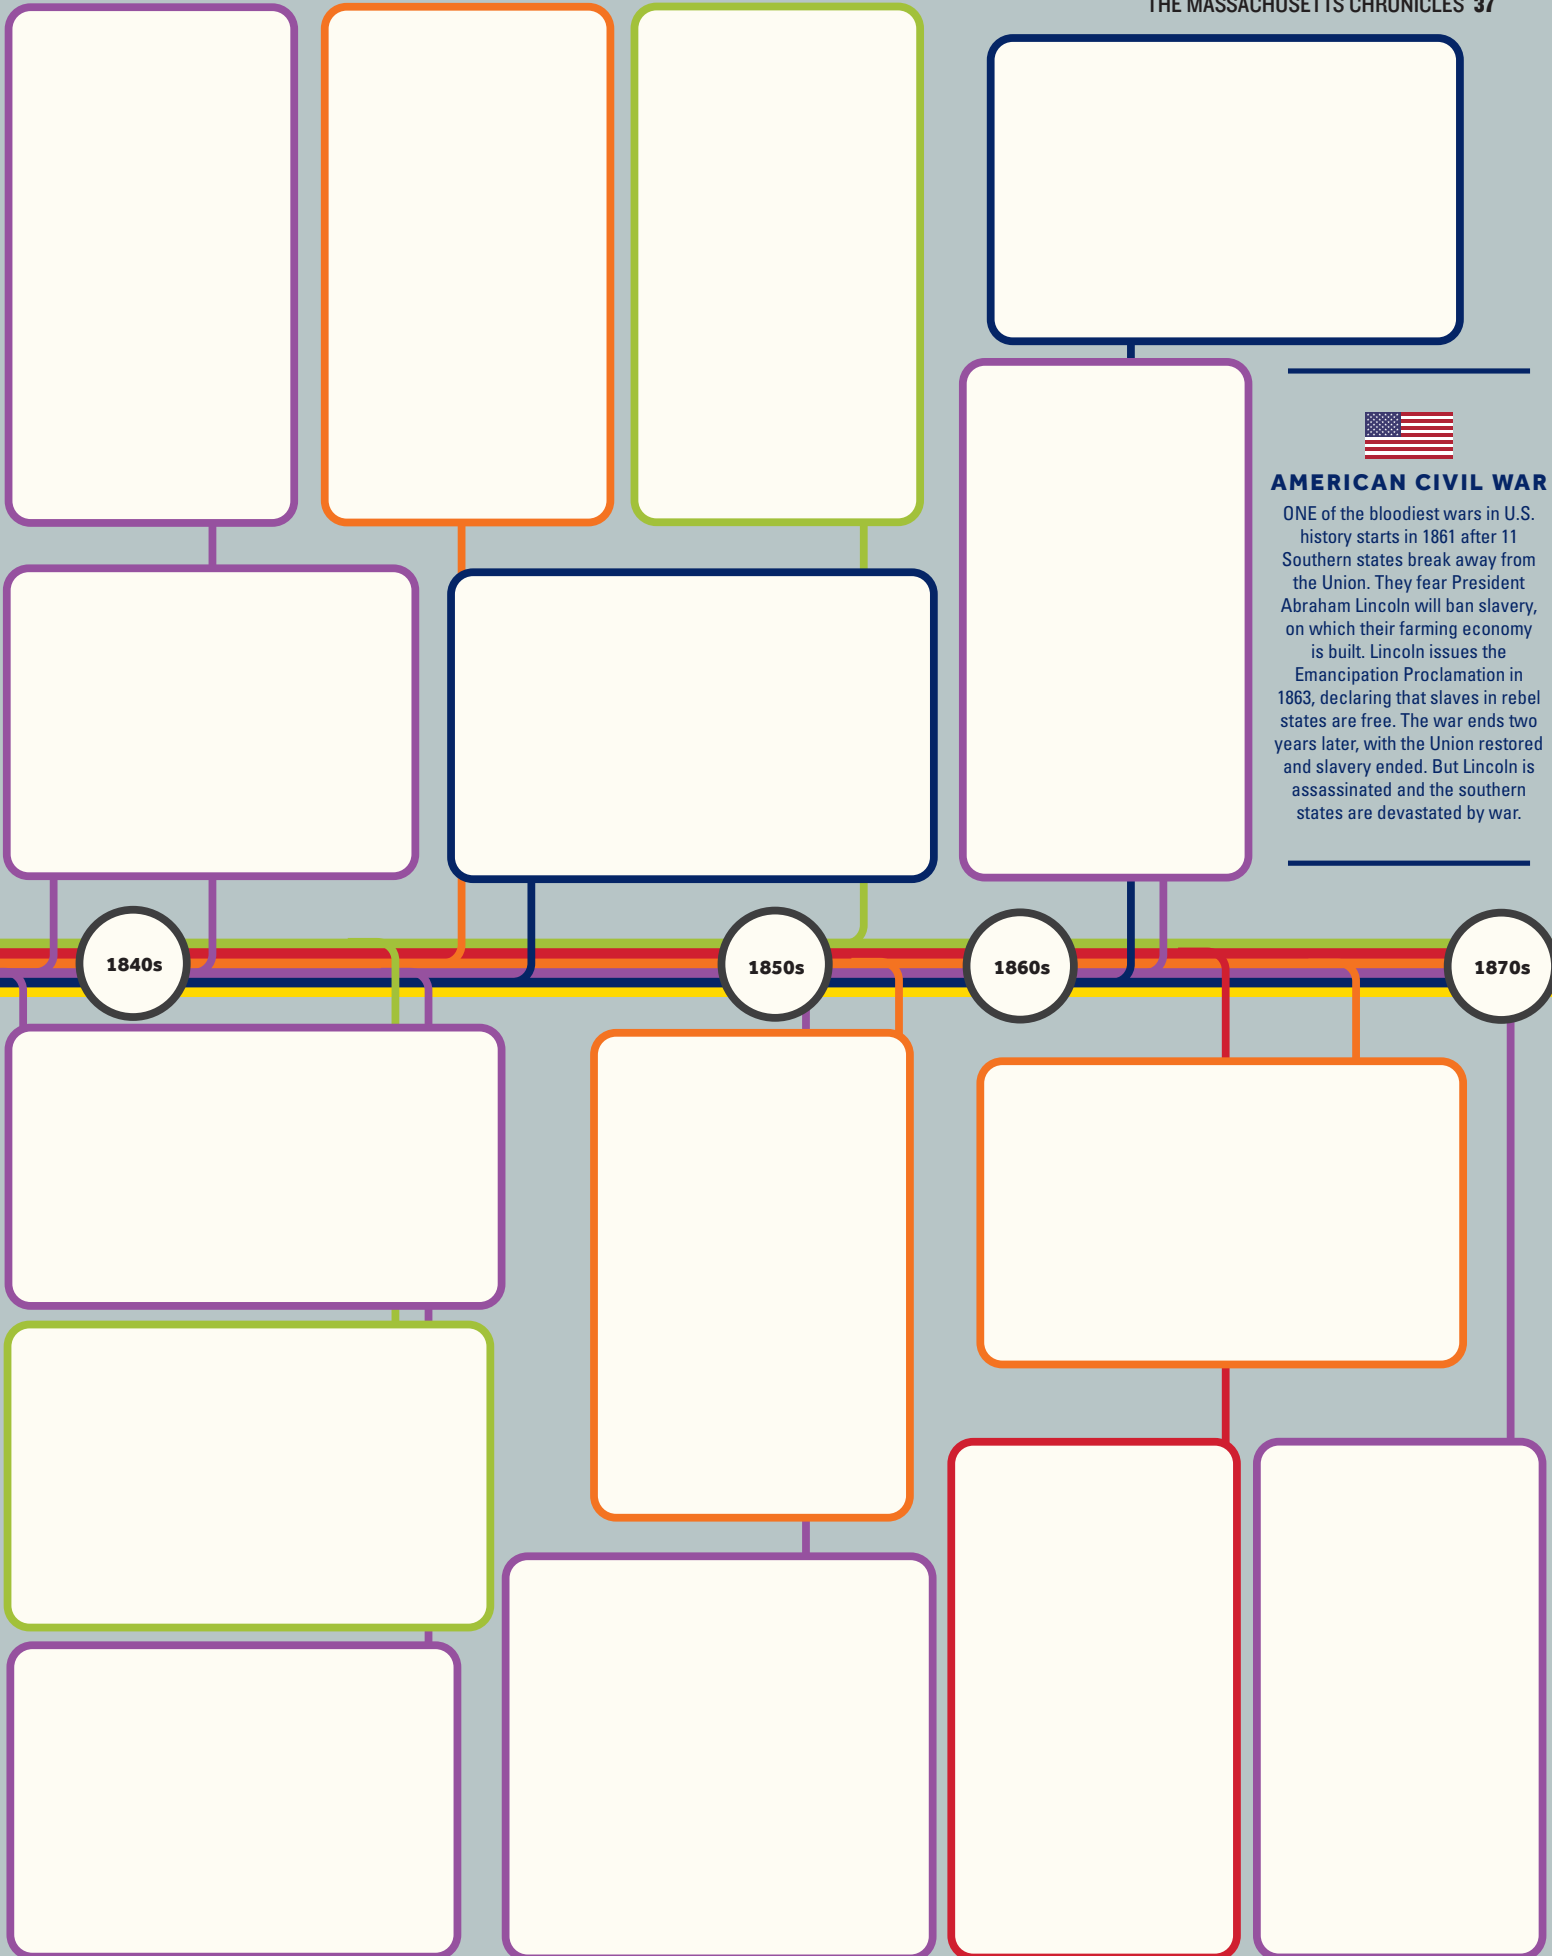 THE MASSACHUSETTS CHRONICLES 37
AMERICAN CIVIL WAR
ONE of the bloodiest wars in U.S.
history starts in 1861 after 11
Southern states break away from
the Union. They fear President
Abraham Lincoln will ban slavery,
on which their farming economy
is built. Lincoln issues the
Emancipation Proclamation in
1863, declaring that slaves in rebel
states are free. The war ends two
years later, with the Union restored
and slavery ended. But Lincoln is
assassinated and the southern
states are devastated by war.
1840s
1850s
1860s
1870s